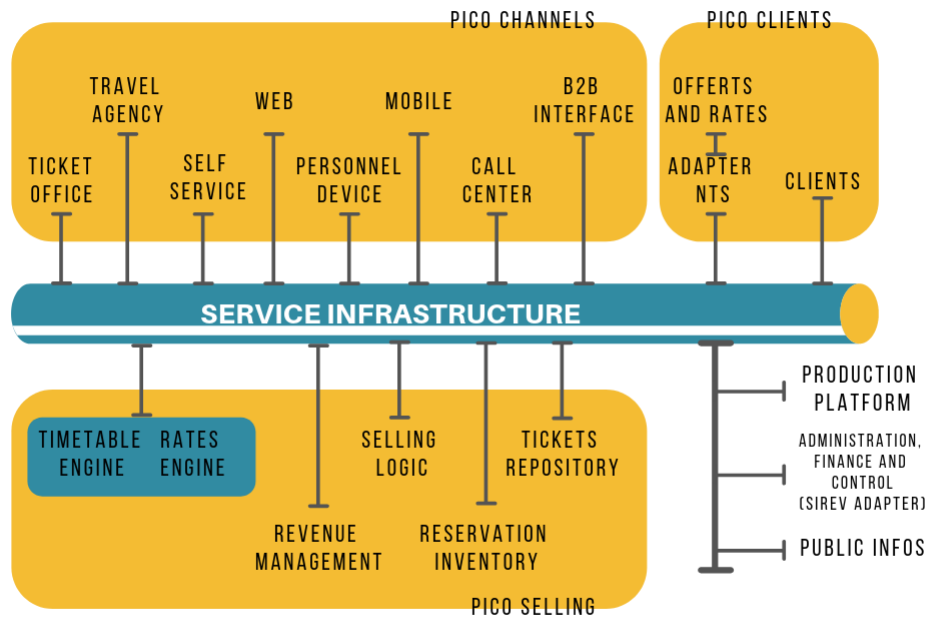 PICO CHANNELS
TRAVEL
AGENCY
WEB
MOBILE
B2B
INTERFACE
TICKET
OFFICE
SELF
SERVICE
PERSONNEL
DEVICE
CALL
CENTER
PICO CLIENTS
OFFERTS
AND RATES
ADAPTER
NTS
CLIENTS
SERVICE INFRASTRUCTURE
TIMETABLE
ENGINE
RATES
ENGINE
SELLING
LOGIC
TICKETS
REPOSITORY
REVENUE
MANAGEMENT
RESERVATION
INVENTORY
PICO SELLING
PRODUCTION
PLATFORM
ADMINISTRATION,
FINANCE AND
CONTROL
(SIREV ADAPTER)
PUBLIC INFOS